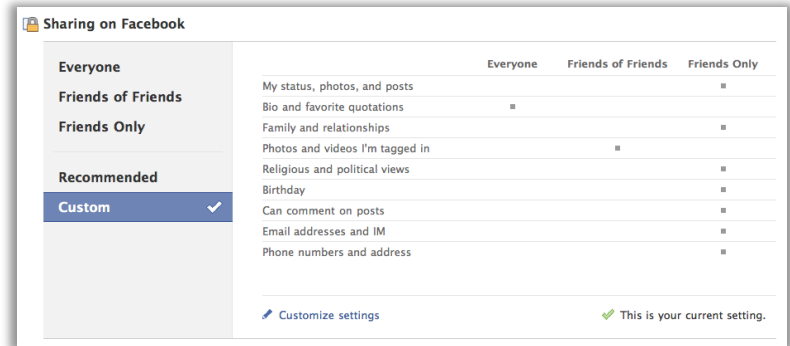 Sharing on Facebook
Everyone
Friends of Friends
Friends Only
Recommended
Custom
Everyone Friends of Friends Friends Only
My status, photos, and posts
Bio and favorite quotations
Family and relationships
Photos and videos I'm tagged in
Religious and political views
Birthday
Can comment on posts
Email addresses and IM
Phone numbers and address
Customize settings This is your current setting.